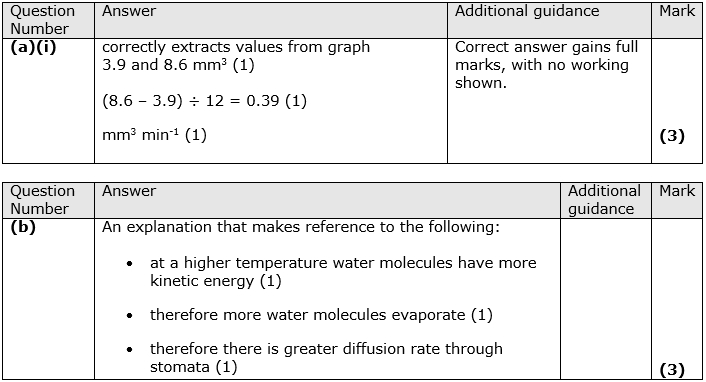 Question Number Answer Additional guidance Mark
(a)(i) correctly extracts values from graph Correct answer gains full
3.9 and 8.6 mm³ (1) marks, with no working
shown.
(8.6 – 3.9) ÷ 12 = 0.39 (1)
mm³ min⁻¹ (1) (3)
Question Number Answer Additional guidance Mark
(b) An explanation that makes reference to the following:
• at a higher temperature water molecules have more
kinetic energy (1)
• therefore more water molecules evaporate (1)
• therefore there is greater diffusion rate through
stomata (1) (3)